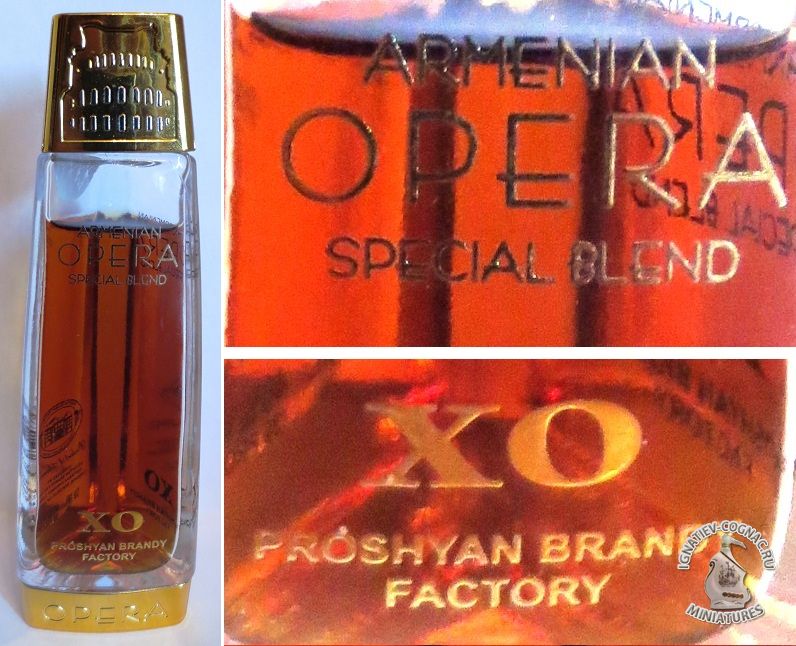 ARMENIAN
OPERA
SPECIAL BLEND
XO
PROSHYAN BRANDY
FACTORY
OPERA
ARMENIAN
OPERA
SPECIAL BLEND
XO
PROSHYAN BRANDY
FACTORY
IGNATIEV-COGNAC.RU
MINIATURES